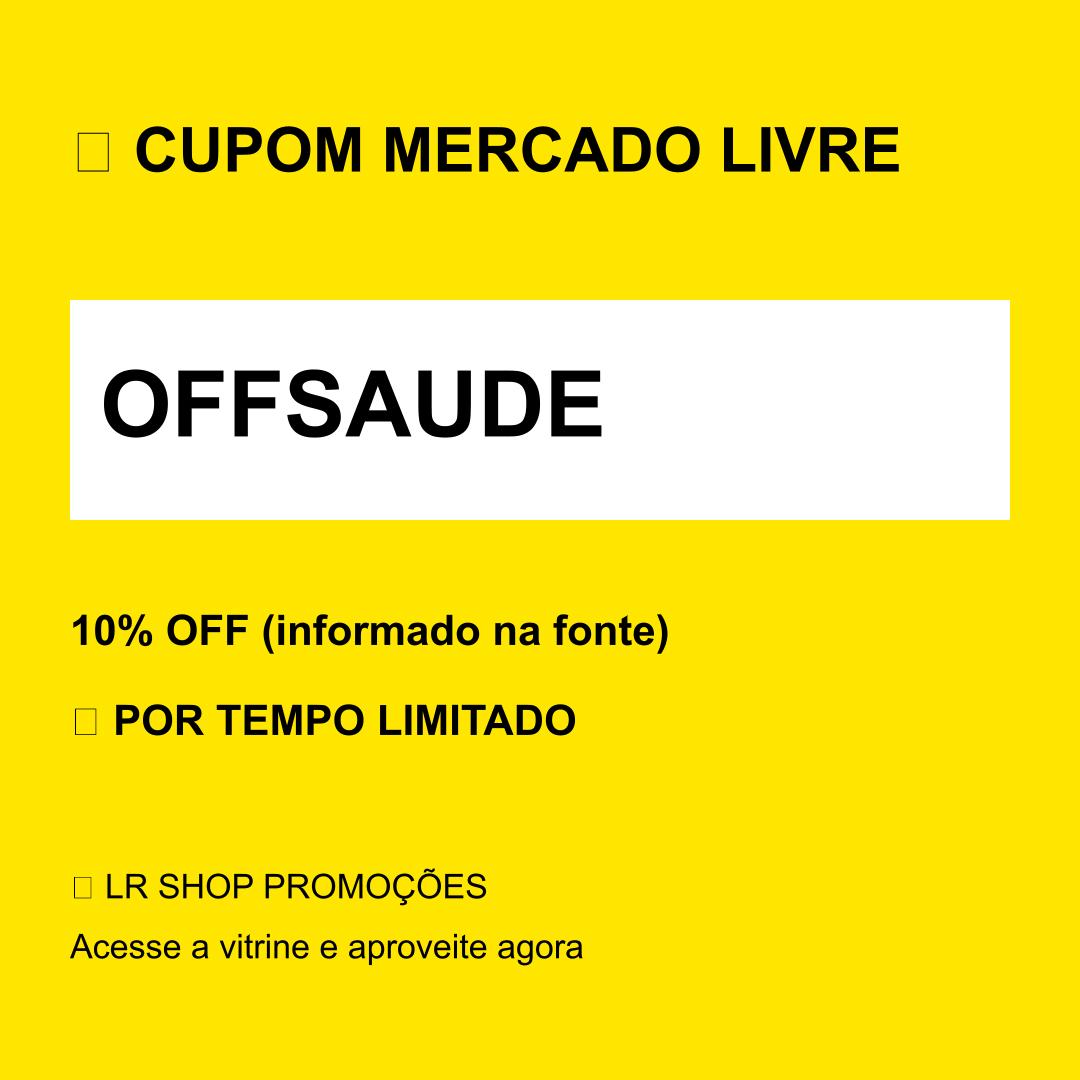 CUPOM MERCADO LIVRE
OFFSAUDE
10% OFF (informado na fonte)
POR TEMPO LIMITADO
LR SHOP PROMOÇÕES
Acesse a vitrine e aproveite agora